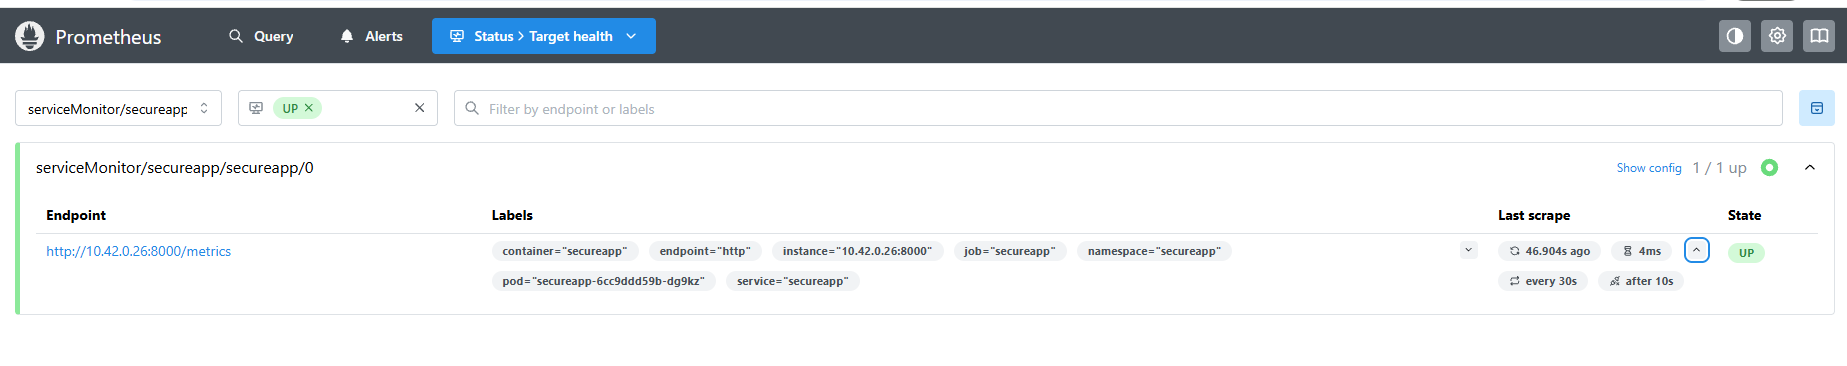 Prometheus Query Alerts Status > Target health
serviceMonitor/secureapp UP Filter by endpoint or labels
serviceMonitor/secureapp/secureapp/0 Show config 1 / 1 up
Endpoint Labels Last scrape State
http://10.42.0.26:8000/metrics container="secureapp" endpoint="http" instance="10.42.0.26:8000" job="secureapp" namespace="secureapp" 46.904s ago 4ms UP
pod="secureapp-6cc9ddd59b-dg9kz" service="secureapp" every 30s after 10s